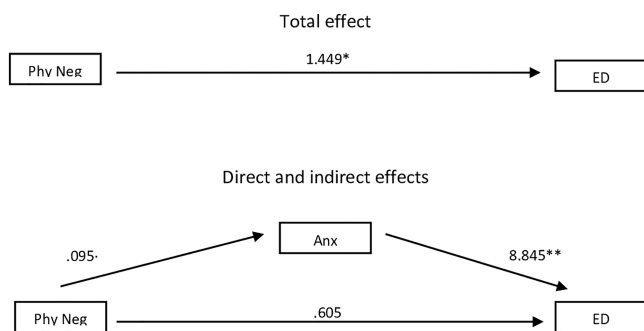 Total effect
1.449*
Phy Neg
ED
Direct and indirect effects
Anx
.095·
8.845**
.605
Phy Neg
ED